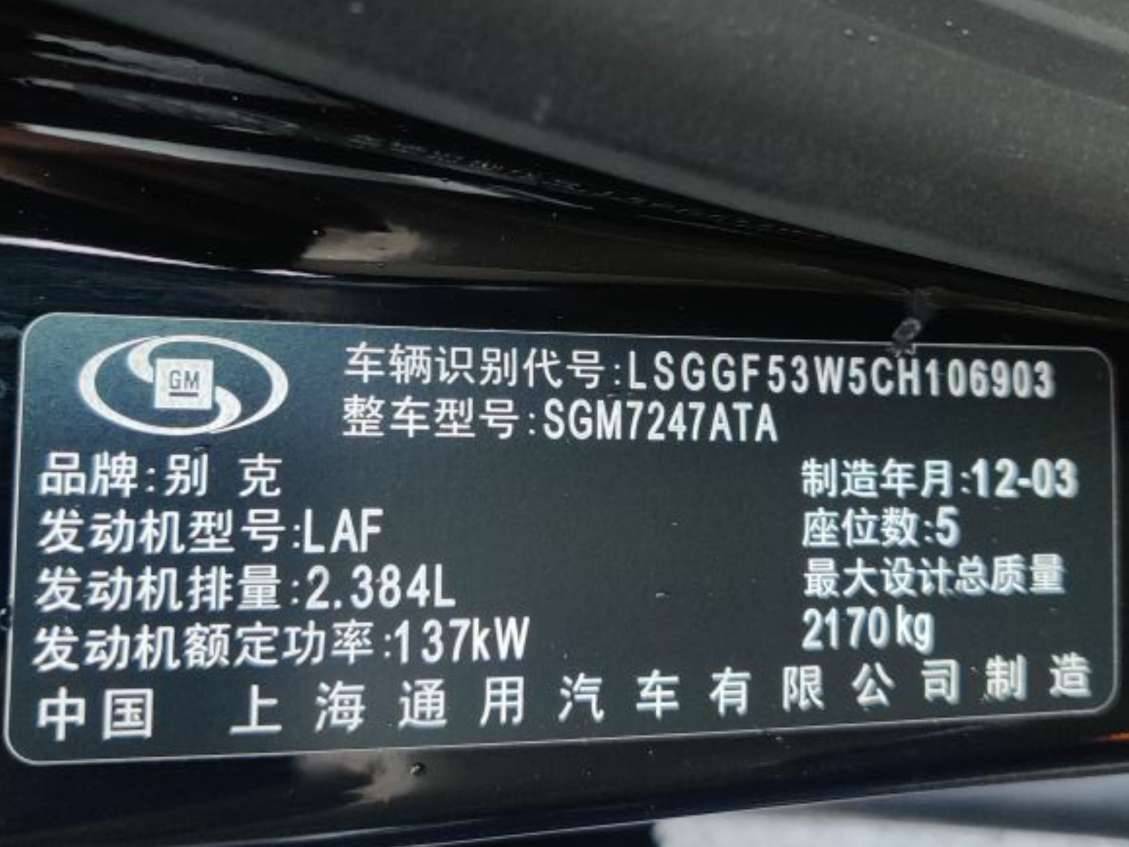 GM
车辆识别代号:LSGGF53W5CH106903
整车型号:SGM7247ATA
品牌:别 克
制造年月:12-03
发动机型号:LAF
座位数:5
发动机排量:2.384L
最大设计总质量
2170kg
发动机额定功率:137kW
中国 上海通用汽车有限公司制造